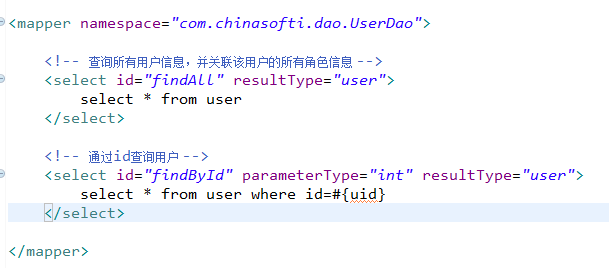 <mapper namespace="com.chinasofti.dao.UserDao">
<!-- 查询所有用户信息，并关联该用户的所有角色信息 -->
<select id="findAll" resultType="user">
select * from user
</select>
<!-- 通过id查询用户 -->
<select id="findById" parameterType="int" resultType="user">
select * from user where id=#{uid}
</select>
</mapper>